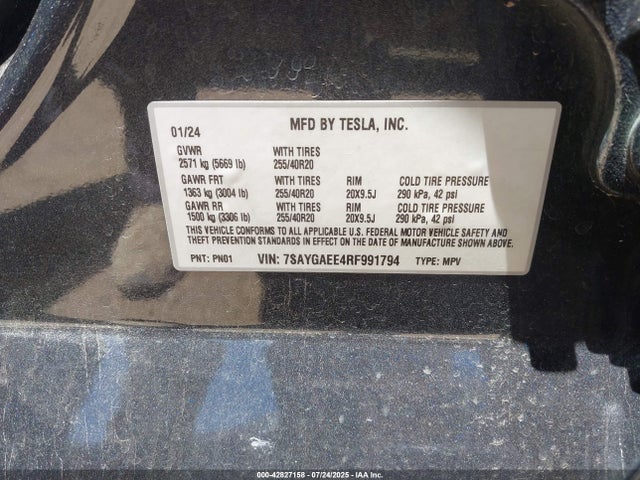 01/24 MFD BY TESLA, INC.
GVWR WITH TIRES
2571 kg (5669 lb) 255/40R20
GAWR FRT WITH TIRES RIM COLD TIRE PRESSURE
1363 kg (3004 lb) 255/40R20 20X9.5J 290 kPa, 42 psi
GAWR RR WITH TIRES RIM COLD TIRE PRESSURE
1500 kg (3306 lb) 255/40R20 20X9.5J 290 kPa, 42 psi
THIS VEHICLE CONFORMS TO ALL APPLICABLE U.S. FEDERAL MOTOR VEHICLE SAFETY AND
THEFT PREVENTION STANDARDS IN EFFECT ON THE DATE OF MANUFACTURE SHOWN ABOVE.
PNT: PN01 VIN: 7SAYGAEE4RF991794 TYPE: MPV
000-42827158 - 07/24/2025 - IAA Inc.